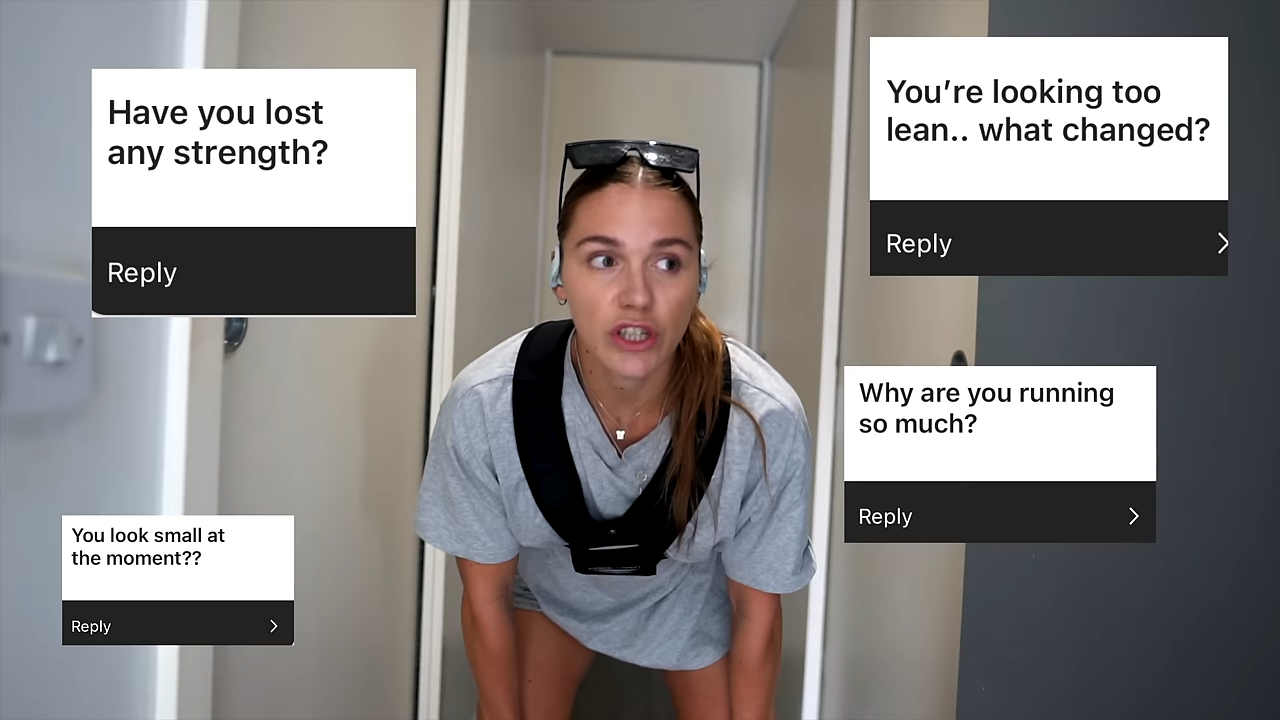 Have you lost
any strength?
Reply
You’re looking too
lean.. what changed?
Reply
Why are you running
so much?
Reply
You look small at
the moment??
Reply